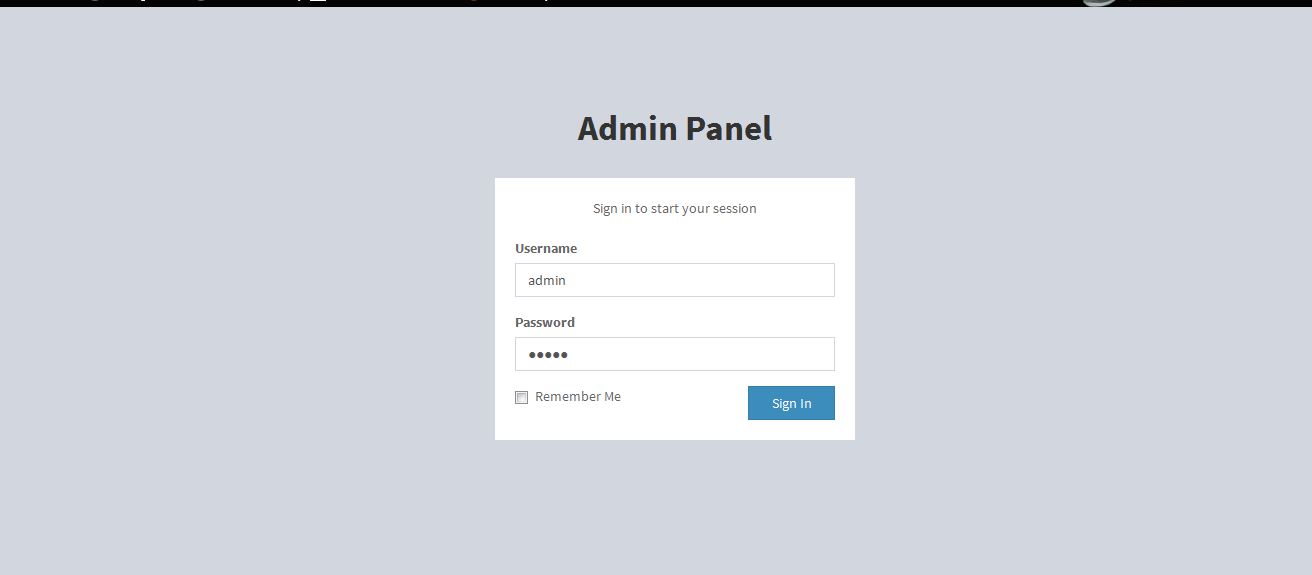 Admin Panel
Sign in to start your session
Username
admin
Password
●●●●●
Remember Me
Sign In